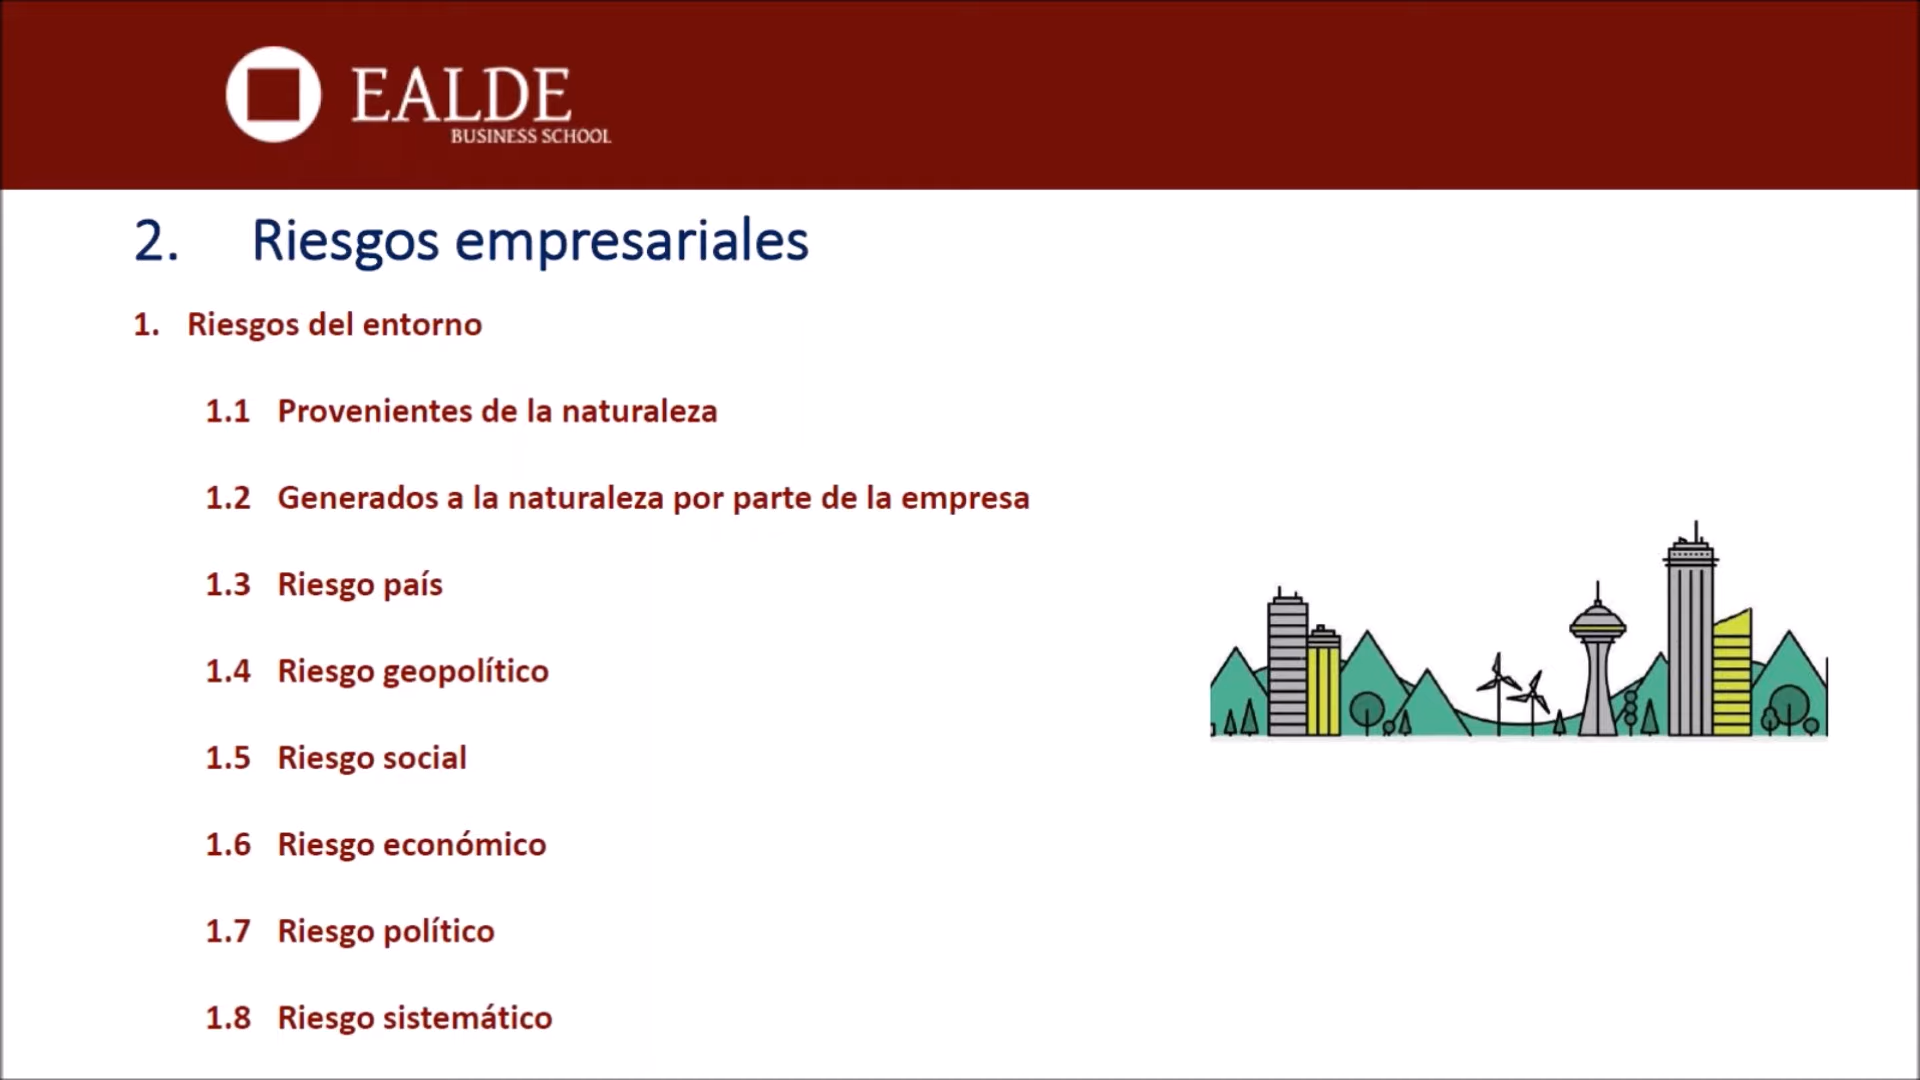 EALDE
BUSINESS SCHOOL
2. Riesgos empresariales
1. Riesgos del entorno
1.1 Provenientes de la naturaleza
1.2 Generados a la naturaleza por parte de la empresa
1.3 Riesgo país
1.4 Riesgo geopolítico
1.5 Riesgo social
1.6 Riesgo económico
1.7 Riesgo político
1.8 Riesgo sistemático